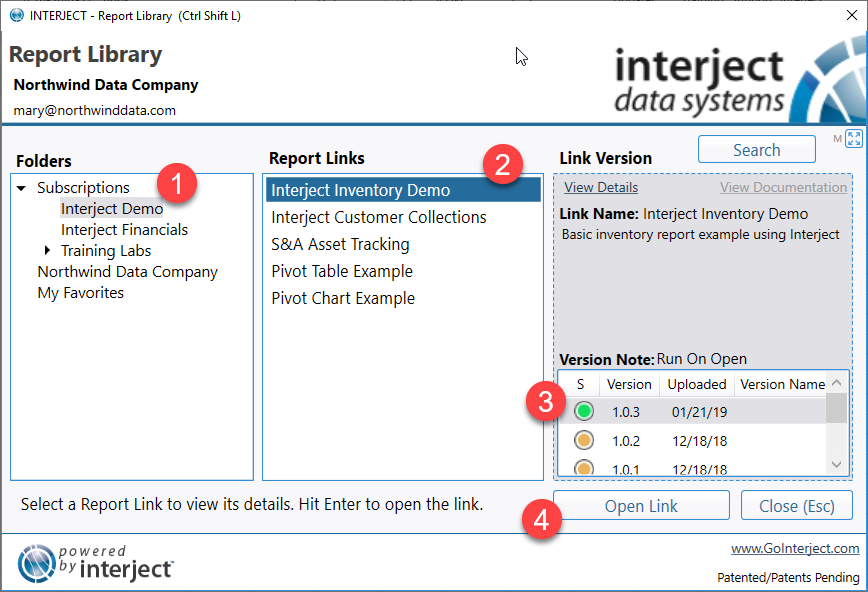 INTERJECT - Report Library (Ctrl Shift L)
Report Library
Northwind Data Company
mary@northwinddata.com
interject
data systems
Folders
1
Subscriptions
Interject Demo
Interject Financials
Training Labs
Northwind Data Company
My Favorites
Report Links
2
Interject Inventory Demo
Interject Customer Collections
S&A Asset Tracking
Pivot Table Example
Pivot Chart Example
Link Version
Search
M
View Details View Documentation
Link Name: Interject Inventory Demo
Basic inventory report example using Interject
Version Note: Run On Open
3
S Version Uploaded Version Name
1.0.3 01/21/19
1.0.2 12/18/18
1.0.1 12/18/18
Select a Report Link to view its details. Hit Enter to open the link.
4
Open Link Close (Esc)
powered
by interject
www.GoInterject.com
Patented/Patents Pending